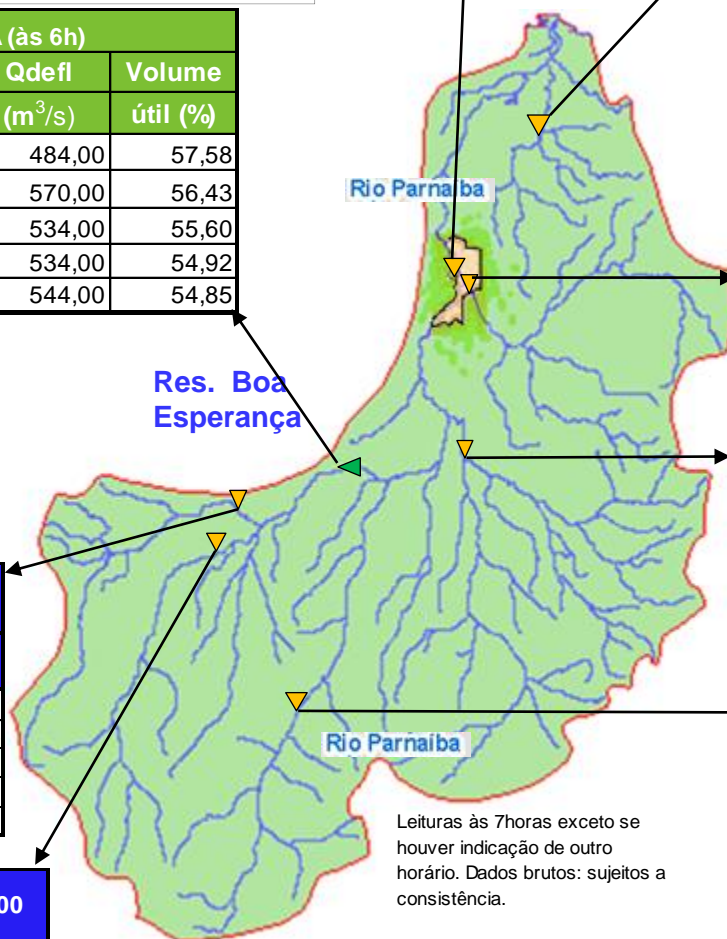 (às 6h)
Qdefl Volume
(m³/s) útil (%)
484,00 57,58
570,00 56,43
534,00 55,60
534,00 54,92
544,00 54,85
Rio Parnaíba
Res. Boa
Esperança
Rio Parnaíba
Leituras às 7horas exceto se
houver indicação de outro
horário. Dados brutos: sujeitos a
consistência.
00